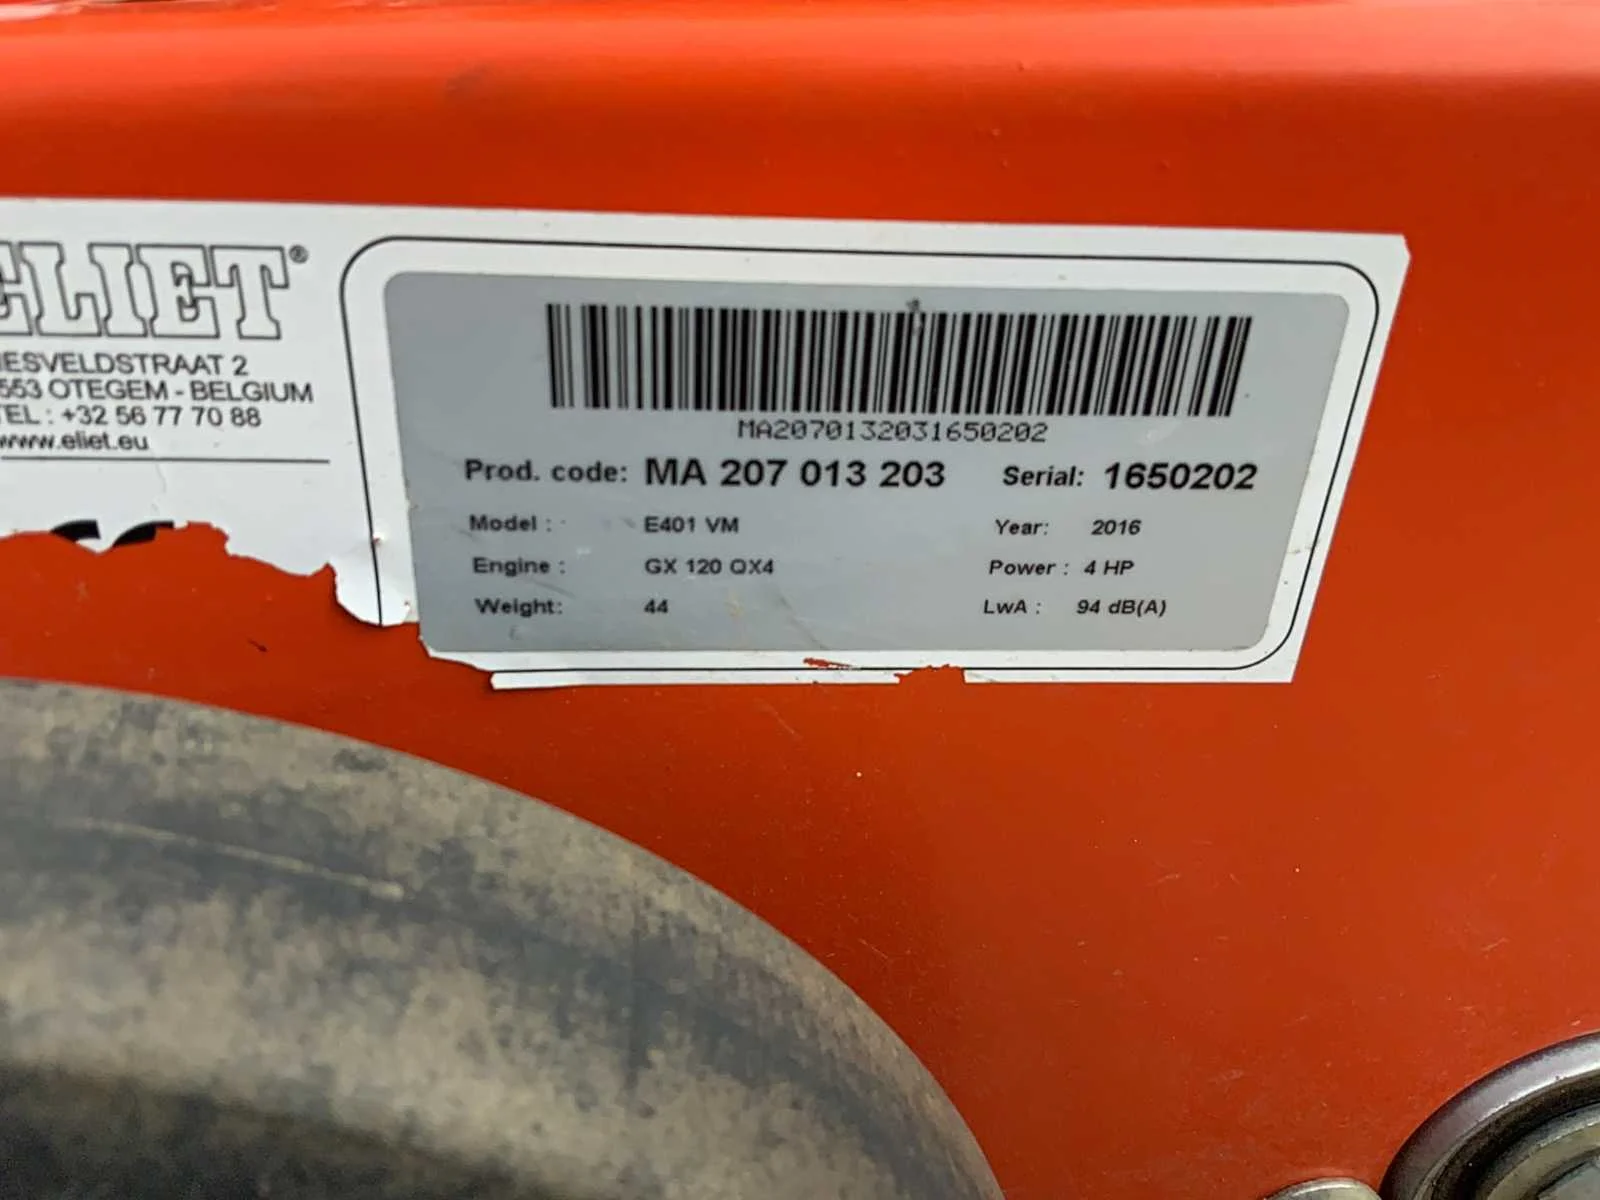 ELIET®
IESVELDSTRAAT 2
553 OTEGEM - BELGIUM
TEL : +32 56 77 70 88
www.eliet.eu
MA2070132031650202
Prod. code: MA 207 013 203 Serial: 1650202
Model : E401 VM Year: 2016
Engine : GX 120 QX4 Power : 4 HP
Weight: 44 LwA : 94 dB(A)